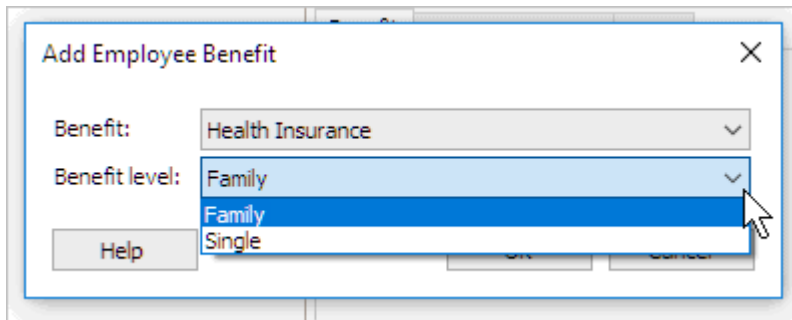 Add Employee Benefit
Benefit: Health Insurance
Benefit level: Family
Family
Single
Help